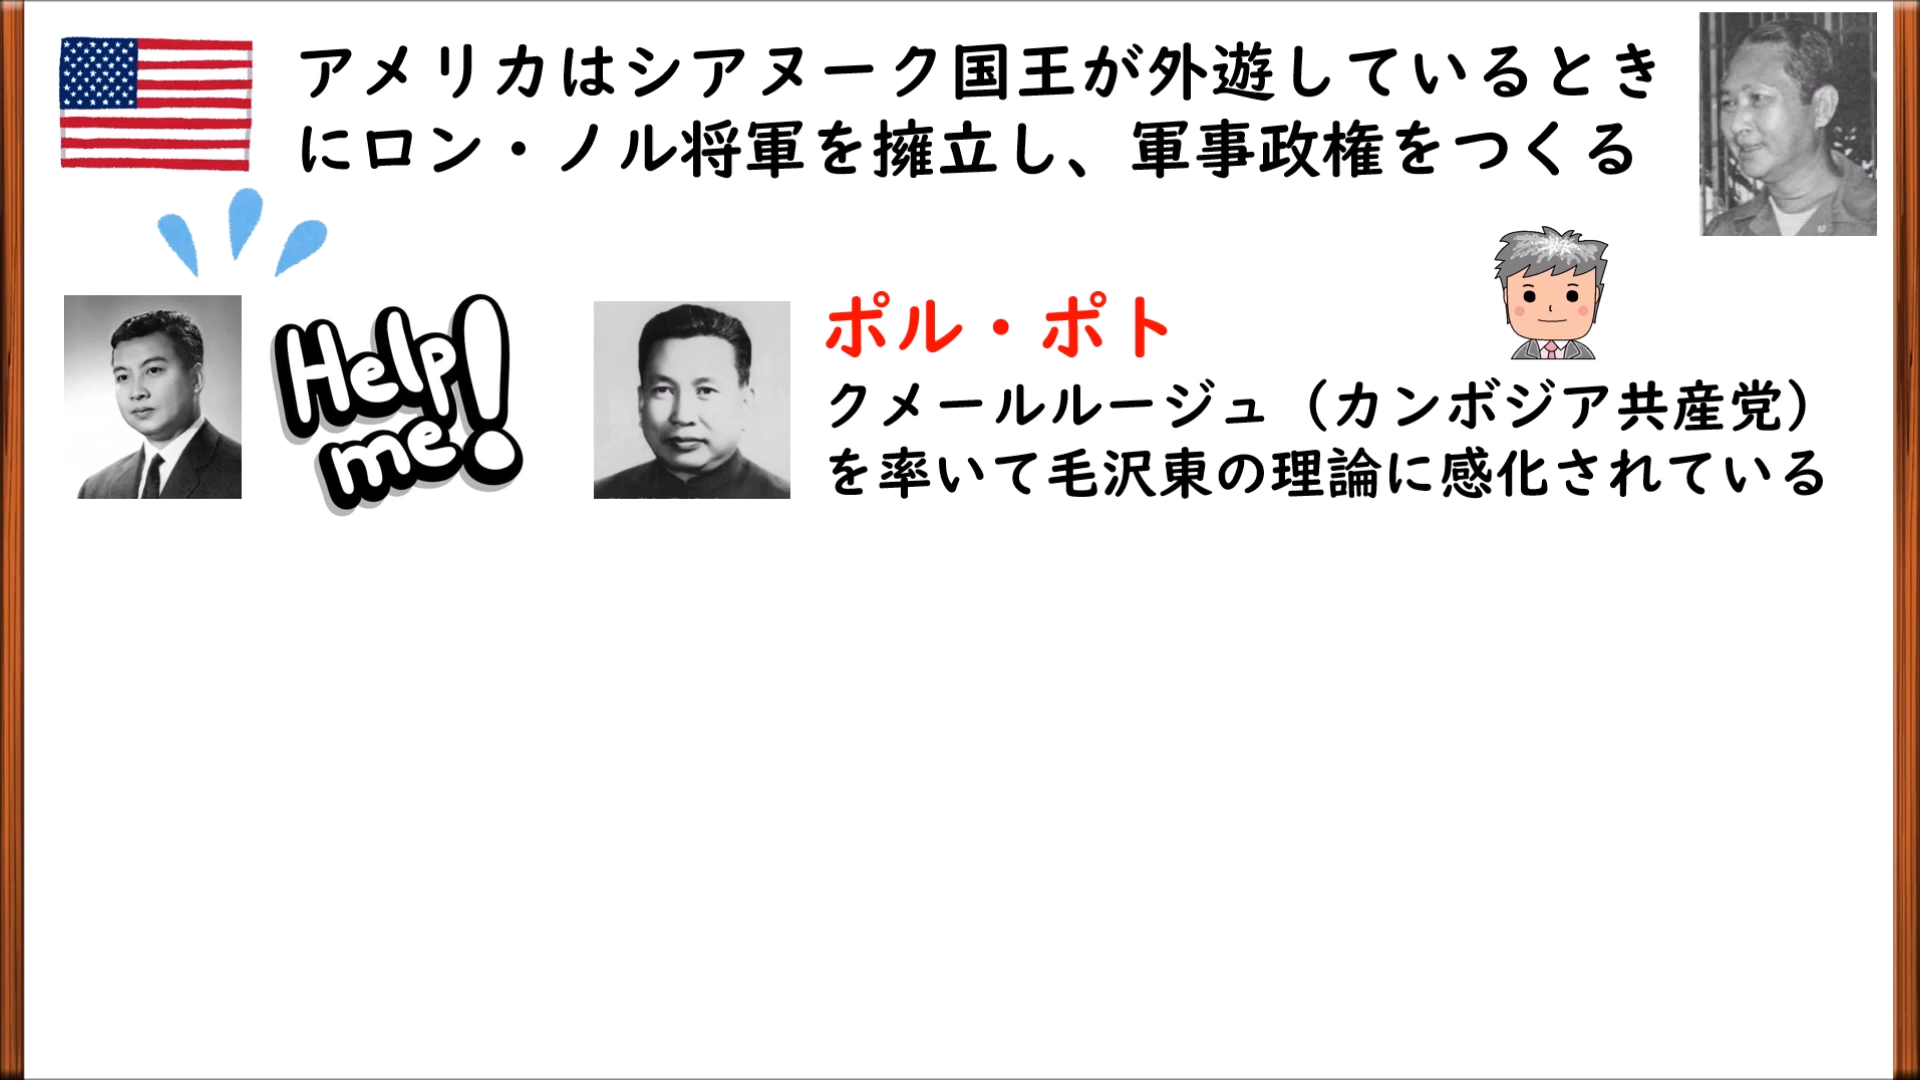 アメリカはシアヌーク国王が外遊しているとき
にロン・ノル将軍を擁立し、軍事政権をつくる
Help
me!
ポル・ポト
クメールルージュ（カンボジア共産党）
を率いて毛沢東の理論に感化されている